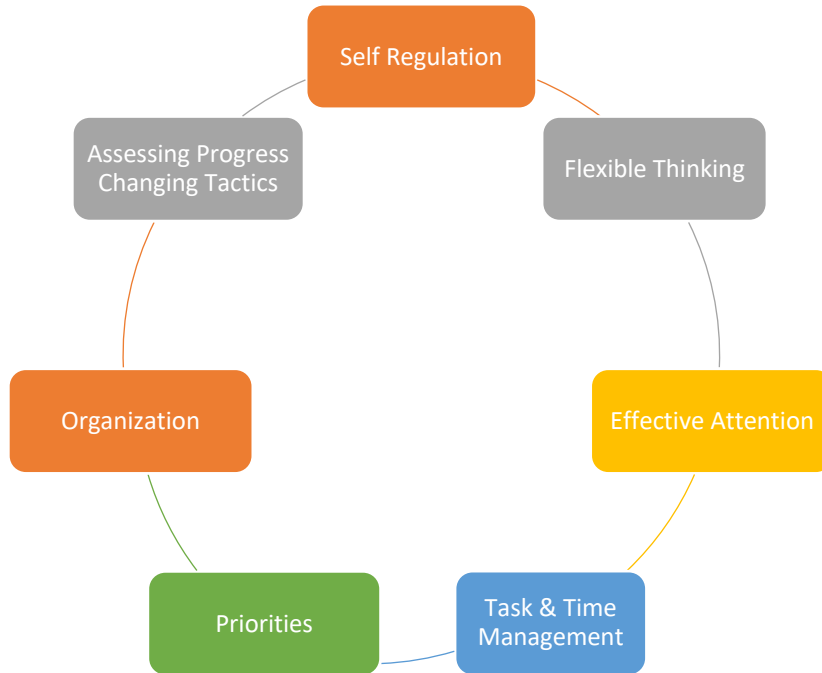 Self Regulation
Flexible Thinking
Effective Attention
Task & Time
Management
Priorities
Organization
Assessing Progress
Changing Tactics